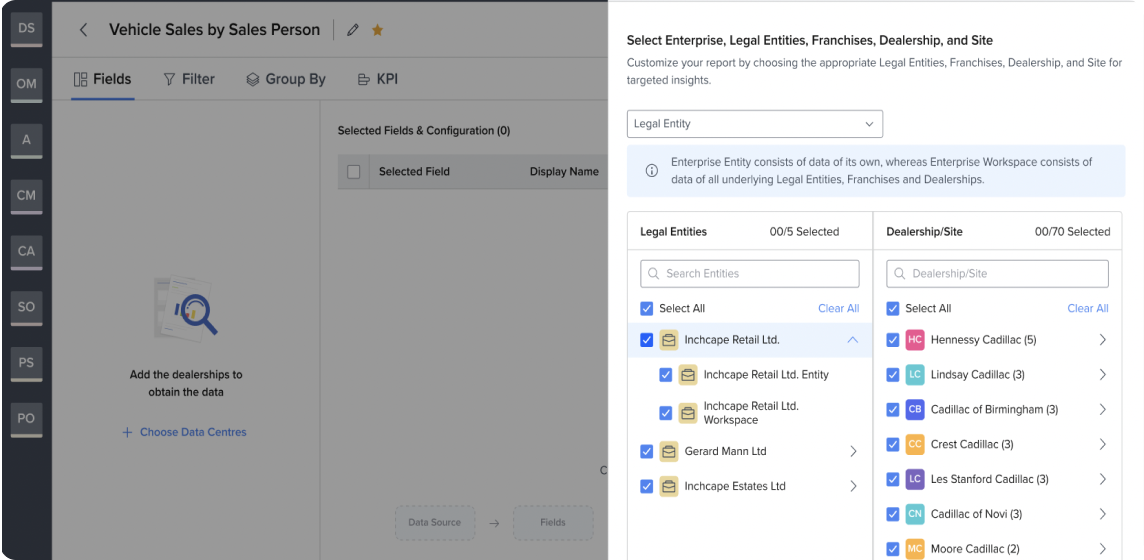 DS
OM
A
CM
CA
SO
PS
PO
Vehicle Sales by Sales Person
Fields
Filter
Group By
KPI
Add the dealerships to
obtain the data
+ Choose Data Centres
Selected Fields & Configuration (0)
Selected Field
Display Name
C
Data Source
Fields
Select Enterprise, Legal Entities, Franchises, Dealership, and Site
Customize your report by choosing the appropriate Legal Entities, Franchises, Dealership, and Site for
targeted insights.
Legal Entity
Enterprise Entity consists of data of its own, whereas Enterprise Workspace consists of
data of all underlying Legal Entities, Franchises and Dealerships.
Legal Entities
00/5 Selected
Search Entities
Select All
Clear All
Inchcape Retail Ltd.
Inchcape Retail Ltd. Entity
Inchcape Retail Ltd.
Workspace
Gerard Mann Ltd
Inchcape Estates Ltd
Dealership/Site
00/70 Selected
Dealership/Site
Select All
Clear All
HC Hennessy Cadillac (5)
LC Lindsay Cadillac (3)
CB Cadillac of Birmingham (3)
CC Crest Cadillac (3)
LC Les Stanford Cadillac (3)
CN Cadillac of Novi (3)
MC Moore Cadillac (2)